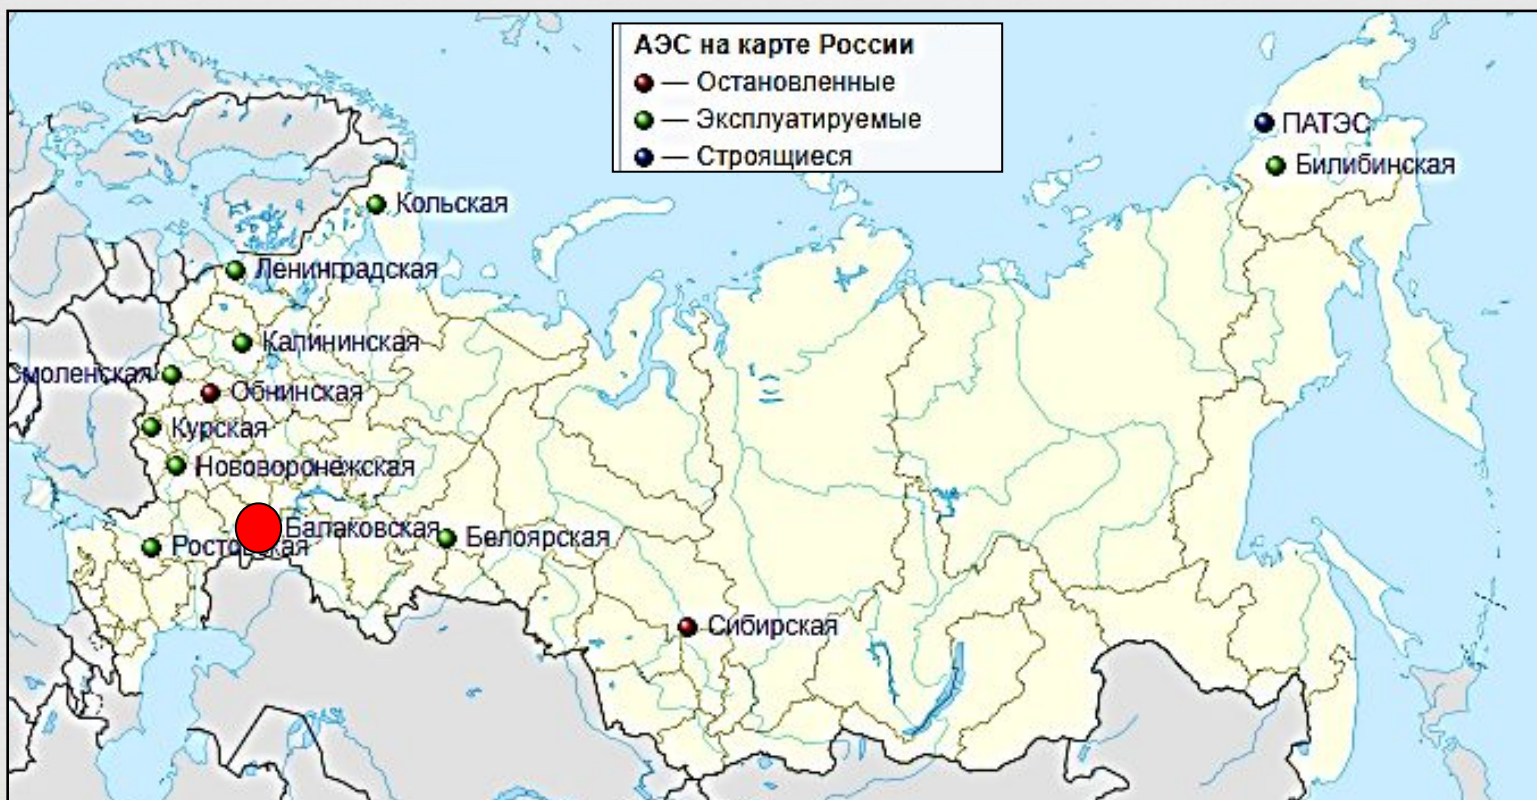 АЭС на карте России
— Остановленные
— Эксплуатируемые
— Строящиеся
ПАТЭС
Билибинская
Кольская
Ленинградская
Калининская
Смоленская
Обнинская
Курская
Нововоронежская
Балаковская
Белоярская
Ростовская
Сибирская